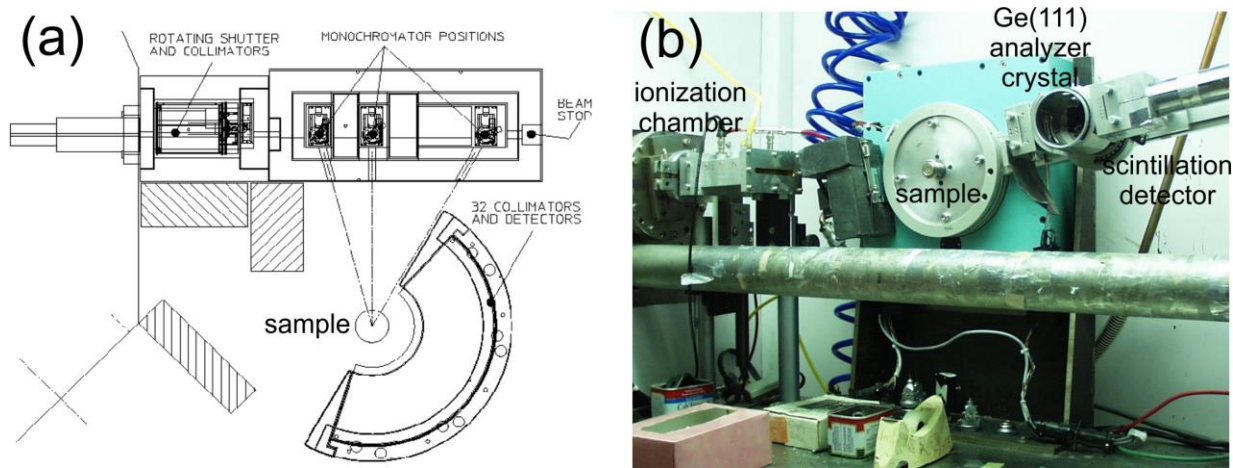 (a)
ROTATING SHUTTER
AND COLLIMATORS
MONOCHROMATOR POSITIONS
BEAM
STOP
32 COLLIMATORS
AND DETECTORS
sample
(b)
ionization
chamber
Ge(111)
analyzer
crystal
sample
scintillation
detector